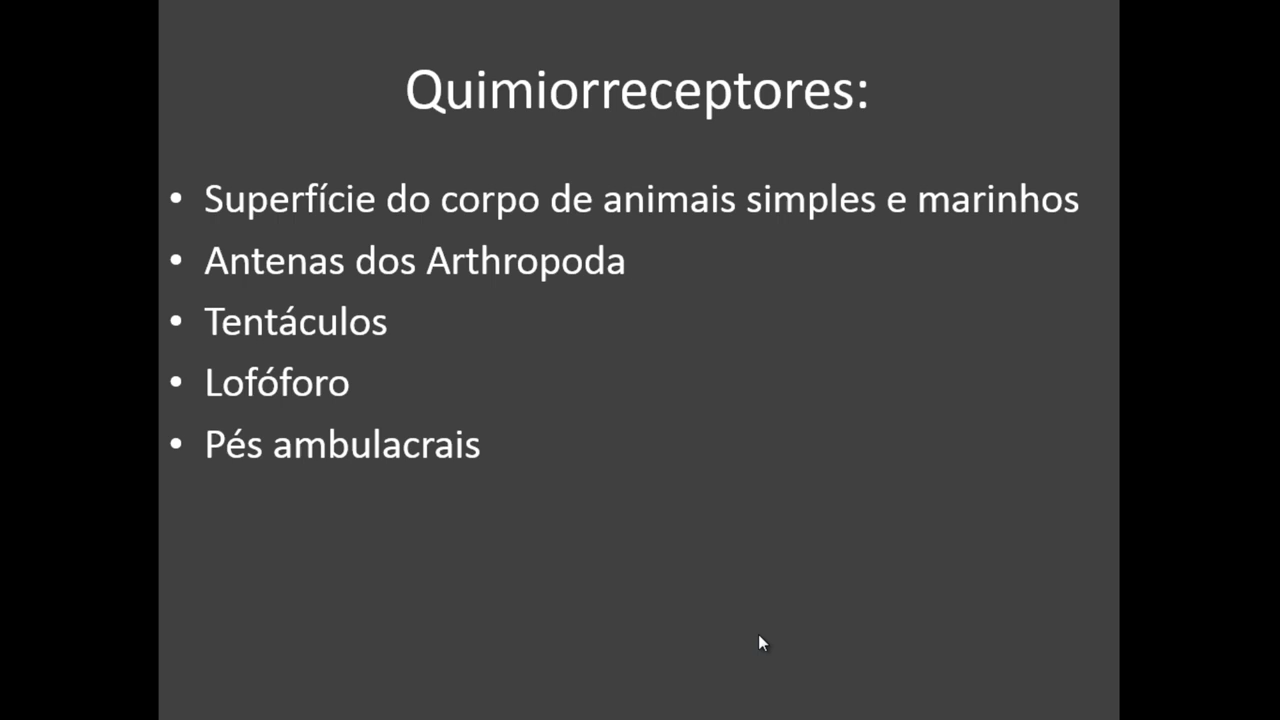 Quimiorreceptores:
• Superfície do corpo de animais simples e marinhos
• Antenas dos Arthropoda
• Tentáculos
• Lofóforo
• Pés ambulacrais